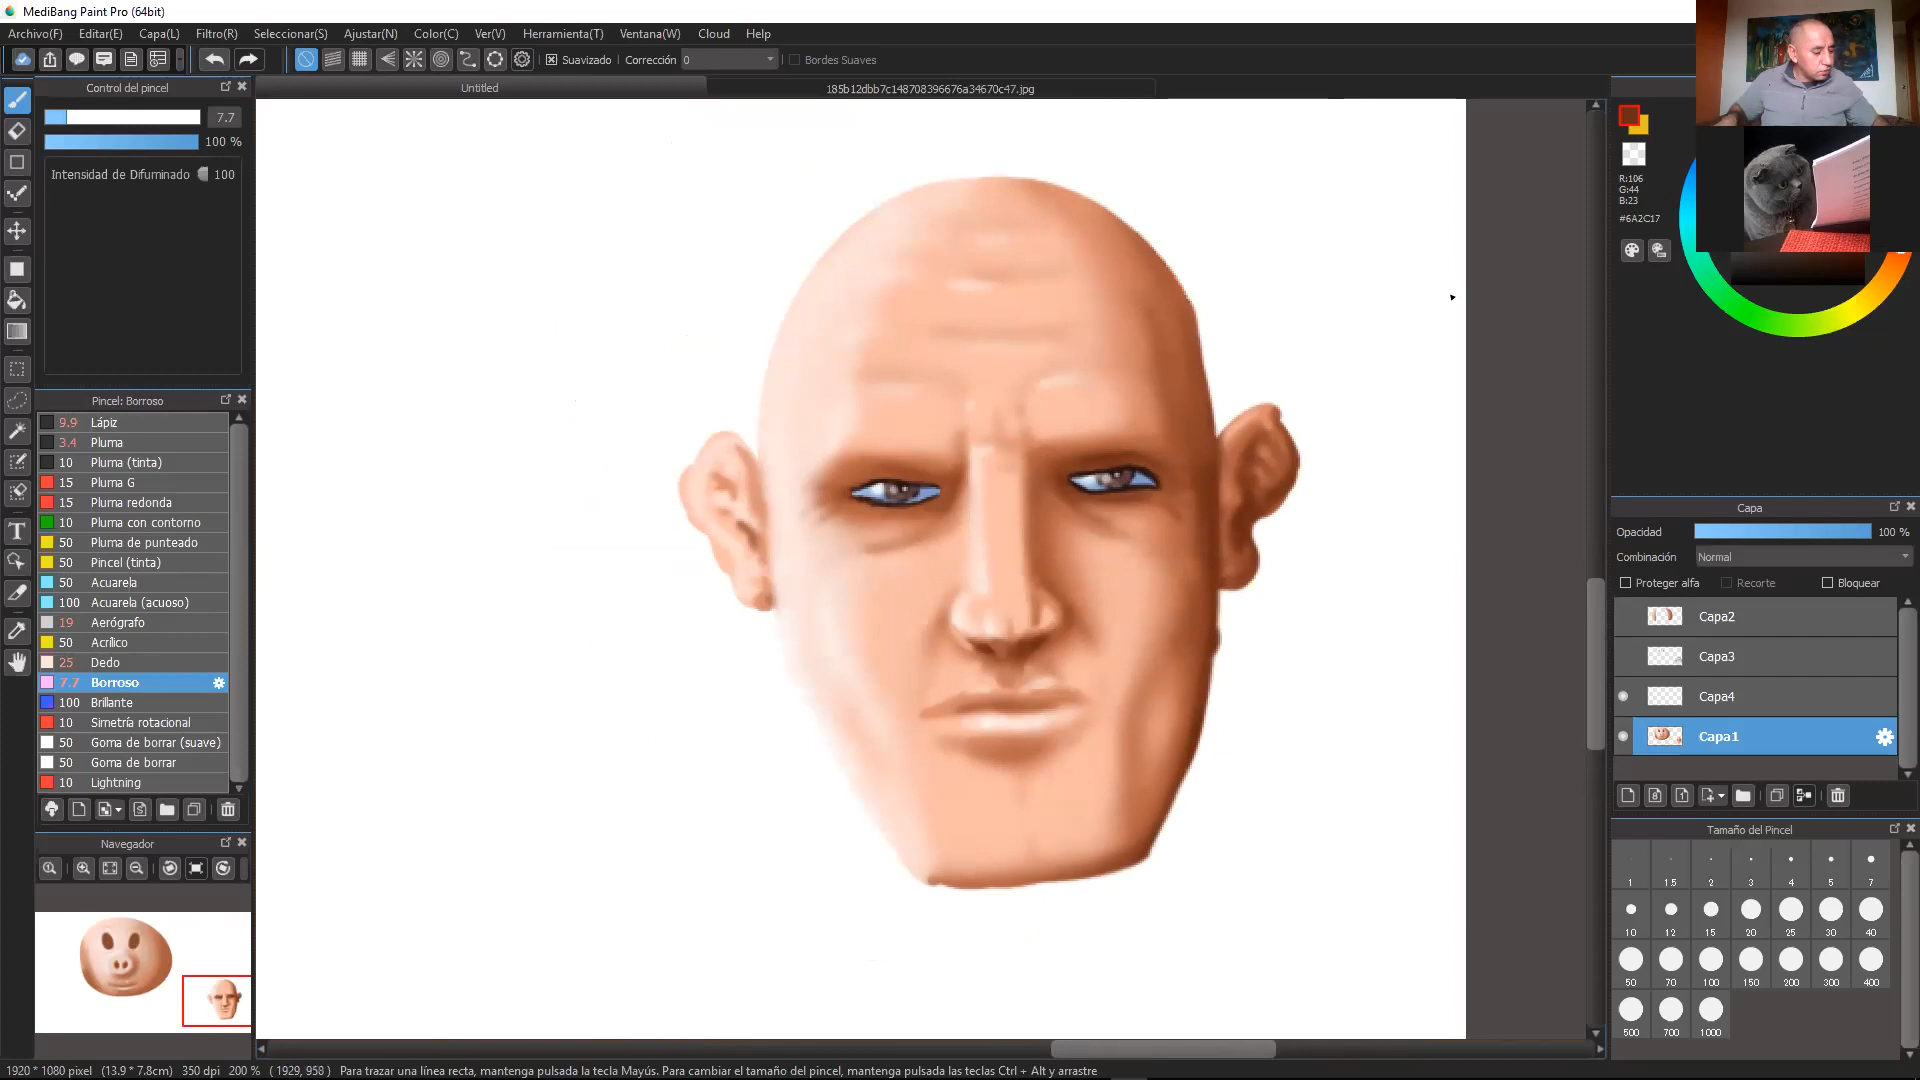 MediBang Paint Pro (64bit)
Archivo(F) Editar(E) Capa(L) Filtro(R) Seleccionar(S) Ajustar(N) Color(C) Ver(V) Herramienta(T) Ventana(W) Cloud Help
Suavizado Corrección 0 Bordes Suaves
Control del pincel
Untitled
185b12dbb7c148708396676a34670c47.jpg
7.7
100 %
Intensidad de Difuminado 100
Pincel: Borroso
9.9 Lápiz
3.4 Pluma
10 Pluma (tinta)
15 Pluma G
15 Pluma redonda
10 Pluma con contorno
50 Pluma de punteado
50 Pincel (tinta)
50 Acuarela
100 Acuarela (acuoso)
19 Aerógrafo
50 Acrílico
25 Dedo
7.7 Borroso
100 Brillante
10 Simetría rotacional
50 Goma de borrar (suave)
50 Goma de borrar
10 Lightning
Navegador
R:106
G:44
B:23
#6A2C17
Capa
Opacidad 100 %
Combinación Normal
Proteger alfa Recorte Bloquear
Capa2
Capa3
Capa4
Capa1
Tamaño del Pincel
1 1.5 2 3 4 5 7
10 12 15 20 25 30 40
50 70 100 150 200 300 400
500 700 1000
1920 * 1080 pixel (13.9 * 7.8cm) 350 dpi 200 % ( 1929, 958 ) Para trazar una línea recta, mantenga pulsada la tecla Mayús. Para cambiar el tamaño del pincel, mantenga pulsada las teclas Ctrl + Alt y arrastre